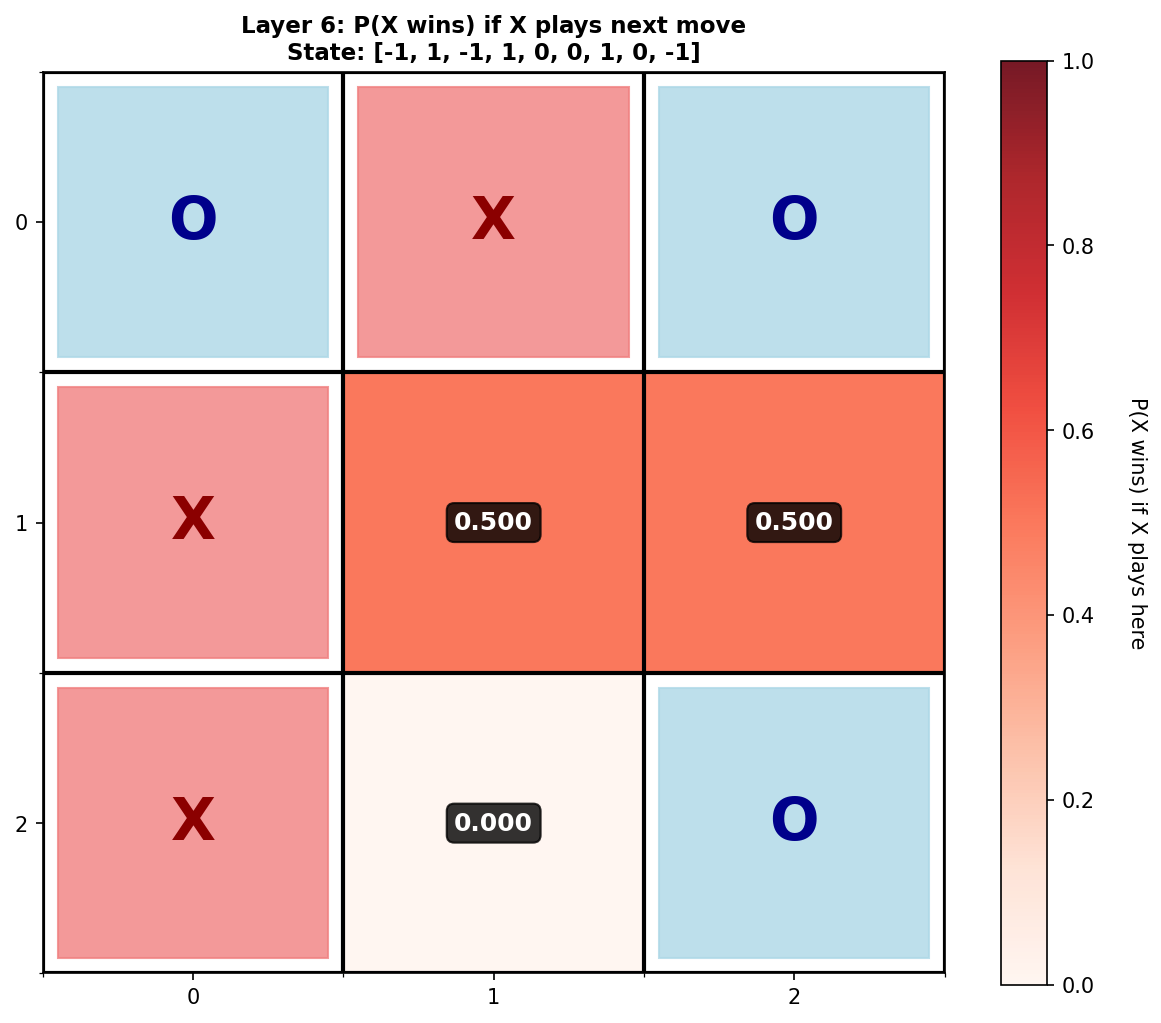 Layer 6: P(X wins) if X plays next move
State: [-1, 1, -1, 1, 0, 0, 1, 0, -1]
0
O
X
O
1
X
0.500
0.500
2
X
0.000
O
0
1
2
1.0
0.8
0.6
0.4
0.2
0.0
P(X wins) if X plays here